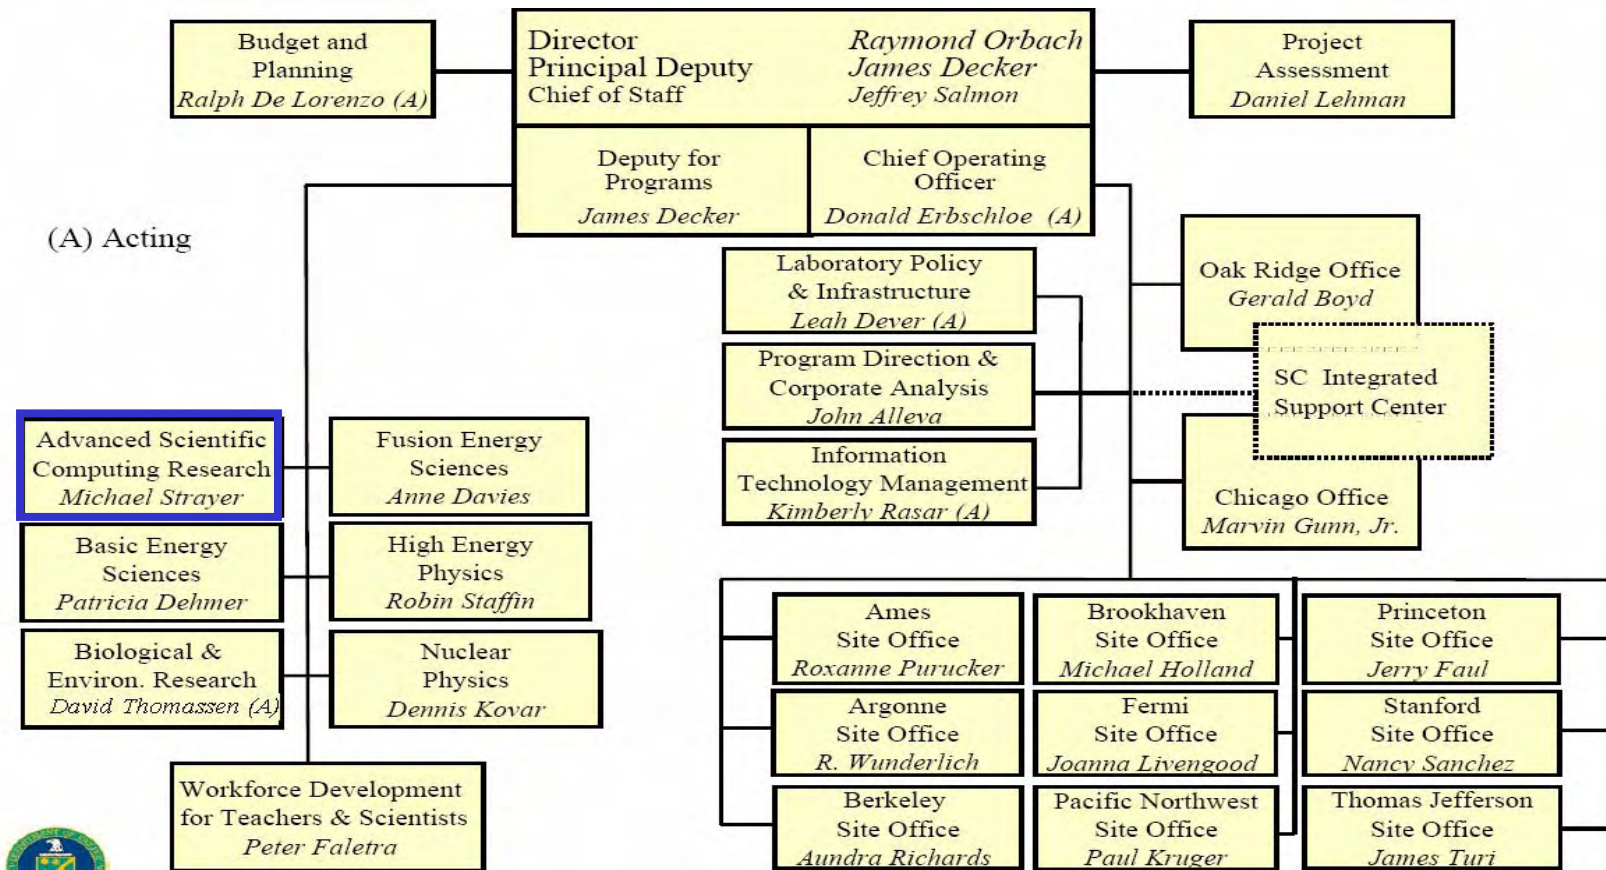 Budget and
Planning
Ralph De Lorenzo (A)
Director Raymond Orbach
Principal Deputy James Decker
Chief of Staff Jeffrey Salmon
Project
Assessment
Daniel Lehman
Deputy for
Programs
James Decker
Chief Operating
Officer
Donald Erbschloe (A)
(A) Acting
Laboratory Policy
& Infrastructure
Leah Dever (A)
Program Direction &
Corporate Analysis
John Alleva
Information
Technology Management
Kimberly Rasar (A)
Oak Ridge Office
Gerald Boyd
SC Integrated
Support Center
Chicago Office
Marvin Gunn, Jr.
Advanced Scientific
Computing Research
Michael Strayer
Fusion Energy
Sciences
Anne Davies
Basic Energy
Sciences
Patricia Dehmer
High Energy
Physics
Robin Staffin
Biological &
Environ. Research
David Thomassen (A)
Nuclear
Physics
Dennis Kovar
Workforce Development
for Teachers & Scientists
Peter Faletra
Ames
Site Office
Roxanne Purucker
Brookhaven
Site Office
Michael Holland
Princeton
Site Office
Jerry Faul
Argonne
Site Office
R. Wunderlich
Fermi
Site Office
Joanna Livengood
Stanford
Site Office
Nancy Sanchez
Berkeley
Site Office
Aundra Richards
Pacific Northwest
Site Office
Paul Kruger
Thomas Jefferson
Site Office
James Turi